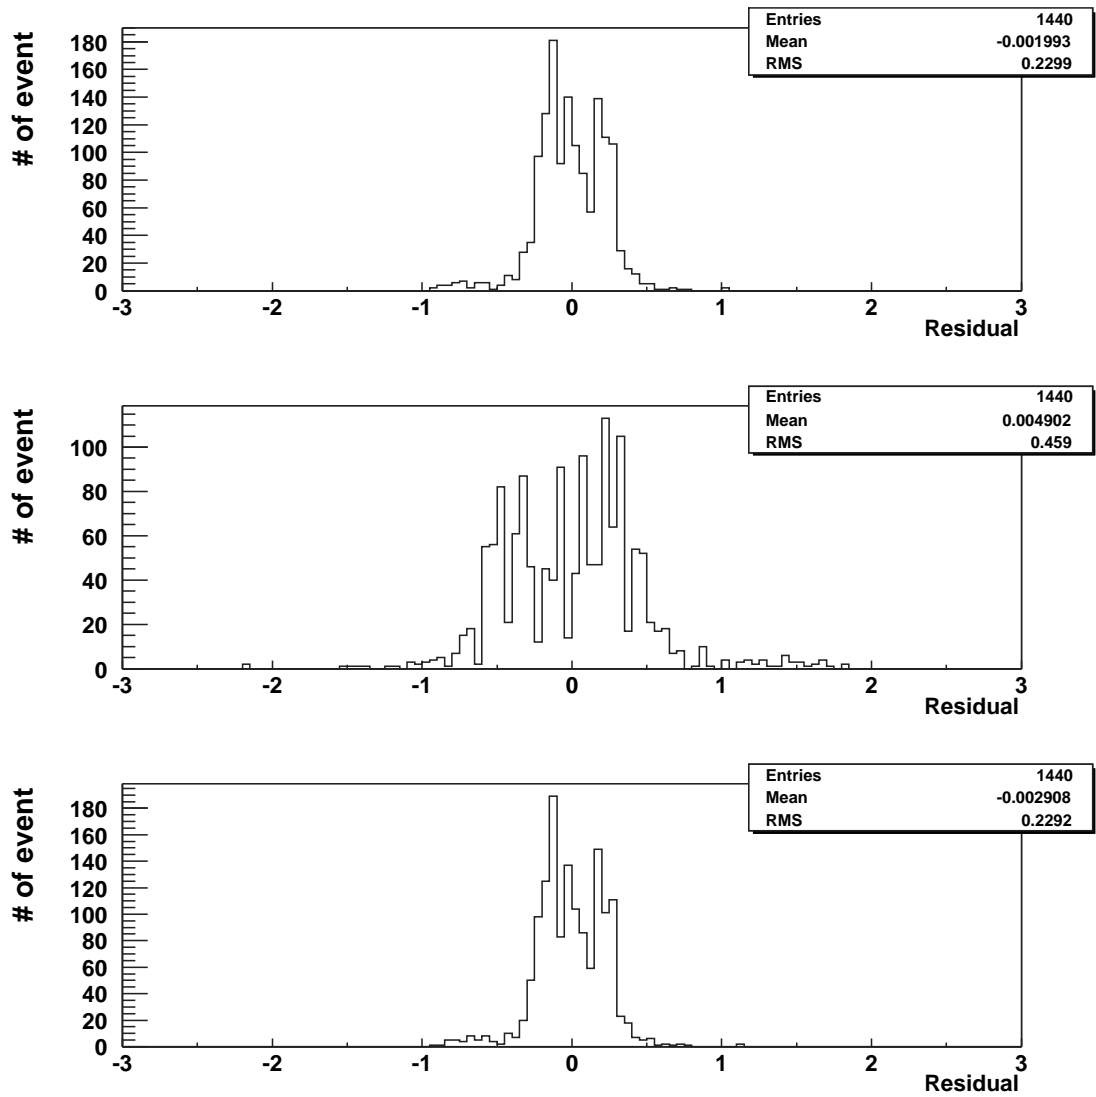 Entries 1440
Mean -0.001993
RMS 0.2299
# of event
180
160
140
120
100
80
60
40
20
0
-3 -2 -1 0 1 2 3
Residual
Entries 1440
Mean 0.004902
RMS 0.459
# of event
100
80
60
40
20
0
-3 -2 -1 0 1 2 3
Residual
Entries 1440
Mean -0.002908
RMS 0.2292
# of event
180
160
140
120
100
80
60
40
20
0
-3 -2 -1 0 1 2 3
Residual